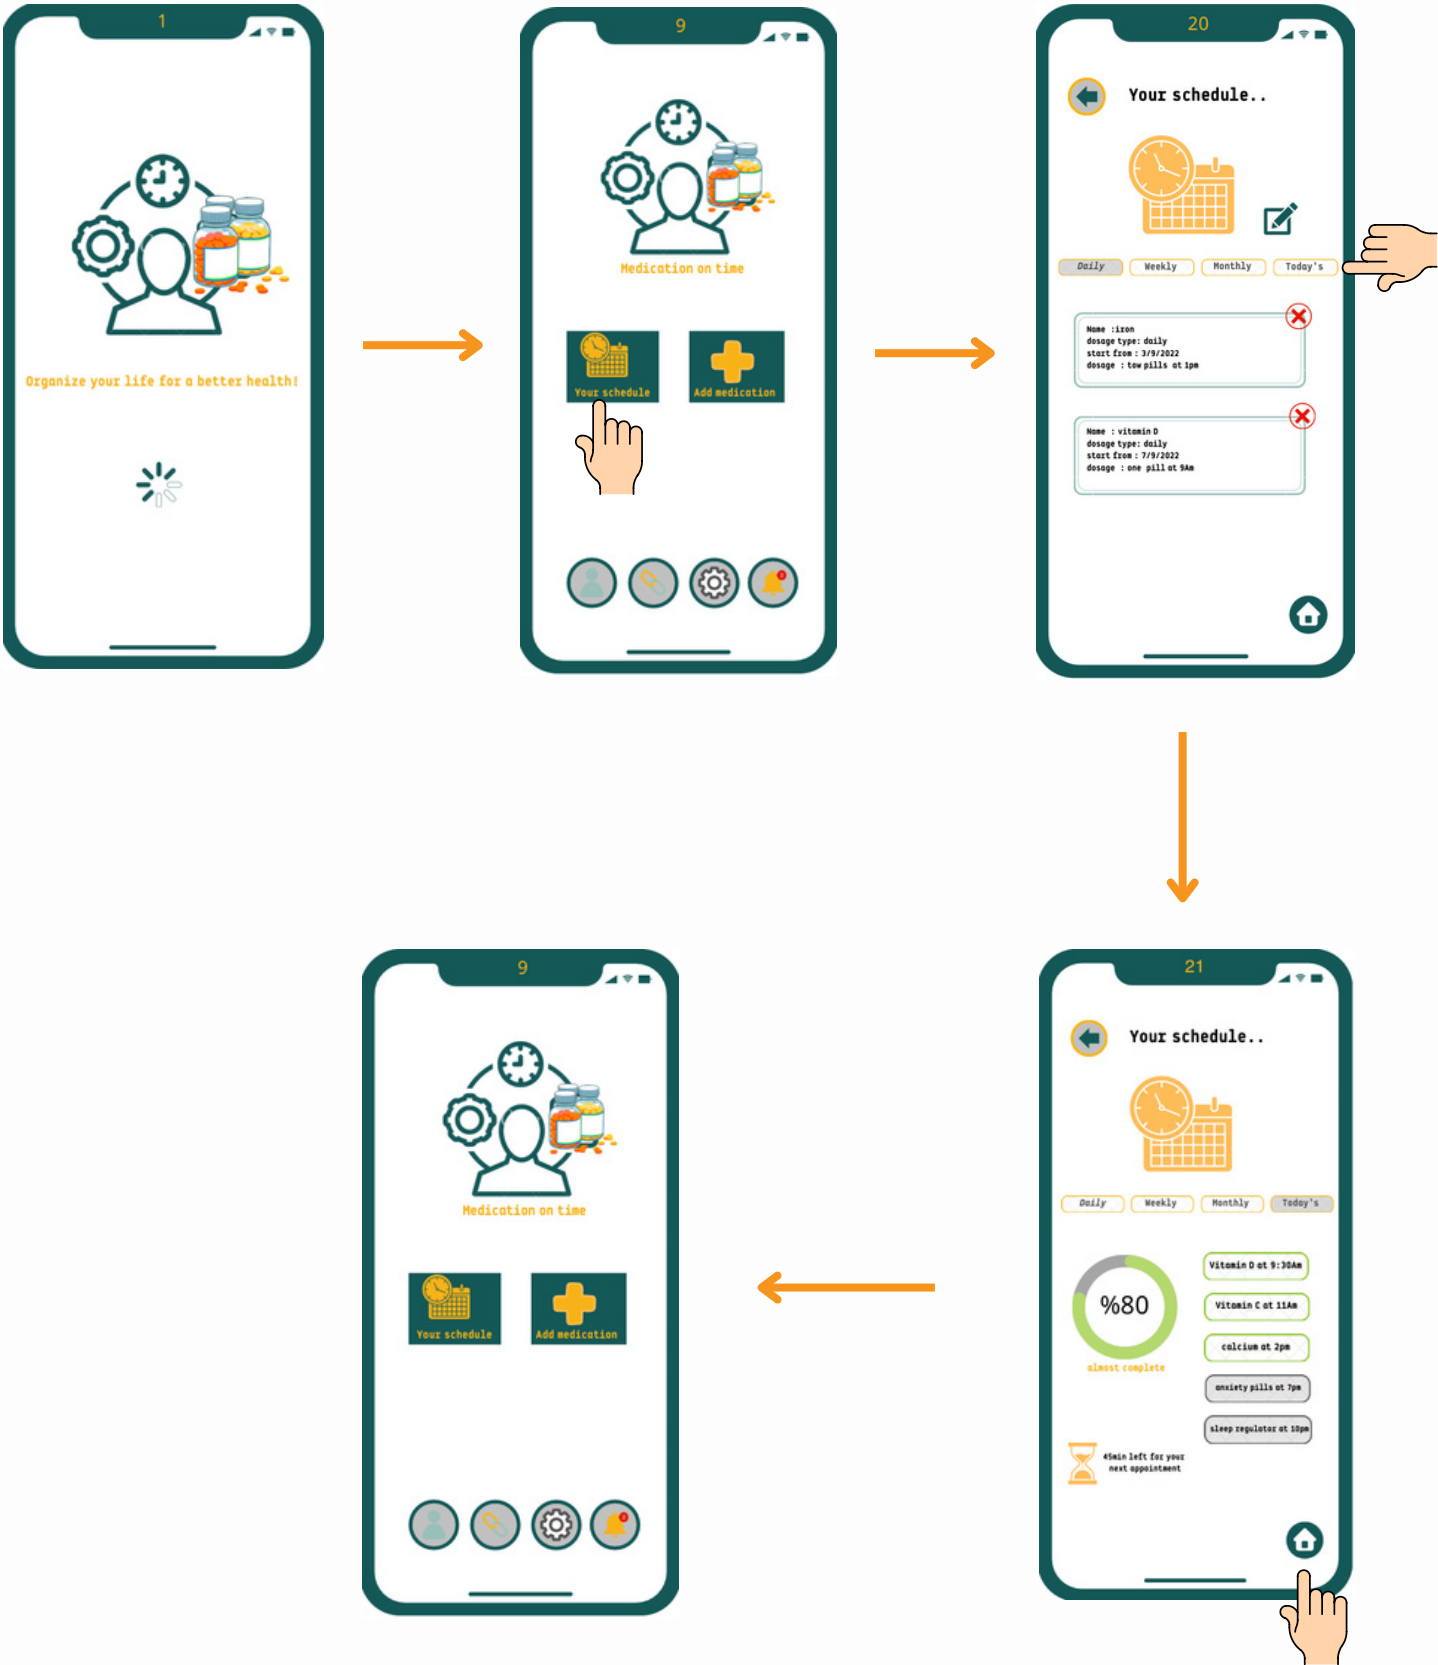 1
Organize your life for a better health!
9
Medication on time
Your schedule
Add medication
20
Your schedule..
Daily
Weekly
Monthly
Today's
Name :iron
dosage type: daily
start from : 3/9/2022
dosage : tow pills at 1pm
Name : vitamin D
dosage type: daily
start from : 7/9/2022
dosage : one pill at 9Am
9
Medication on time
Your schedule
Add medication
21
Your schedule..
Daily
Weekly
Monthly
Today's
%80
almost complete
Vitamin D at 9:30Am
Vitamin C at 11Am
calcium at 2pm
anxiety pills at 7pm
sleep regulator at 10pm
45min left for your
next appointment